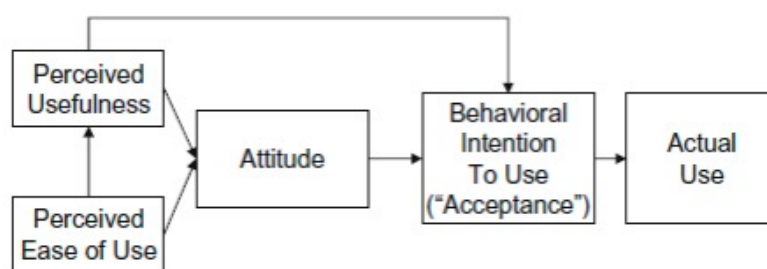 Perceived
Usefulness
Attitude
Perceived
Ease of Use
Behavioral
Intention
To Use
(“Acceptance”)
Actual
Use